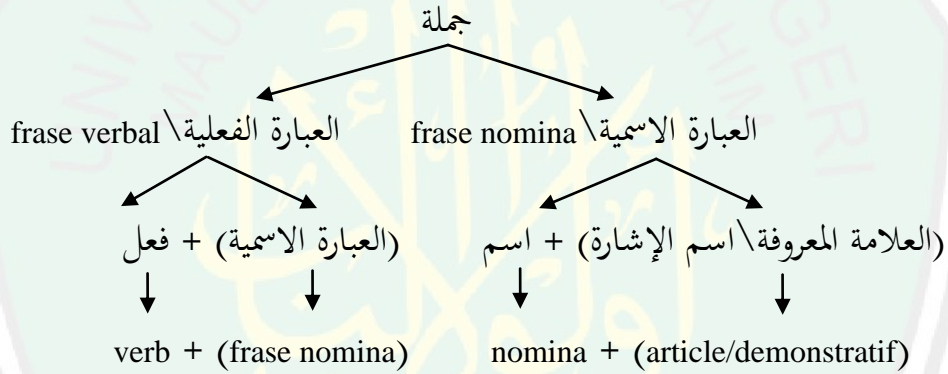 جملة
العبارة الاسمية\ frase nomina العبارة الفعلية\ frase verbal
(العلامة المعروفة\اسم الإشارة) + اسم (العبارة الاسمية) + فعل
verb + (frase nomina) nomina + (article/demonstratif)